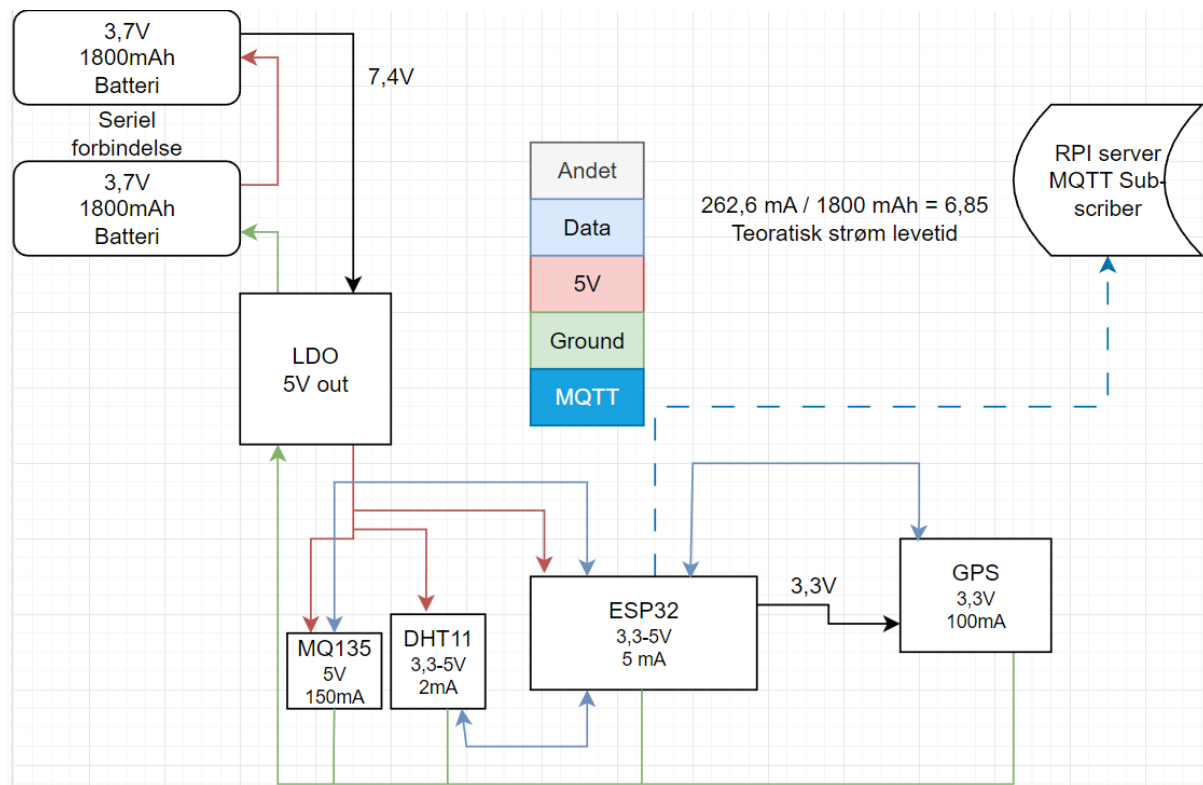 3,7V
1800mAh
Batteri
7,4V
Seriel
forbindelse
3,7V
1800mAh
Batteri
LDO
5V out
Andet
Data
5V
Ground
MQTT
262,6 mA / 1800 mAh = 6,85
Teoratisk strøm levetid
RPI server
MQTT Sub-
scriber
MQ135
5V
150mA
DHT11
3,3-5V
2mA
ESP32
3,3-5V
5 mA
3,3V
GPS
3,3V
100mA